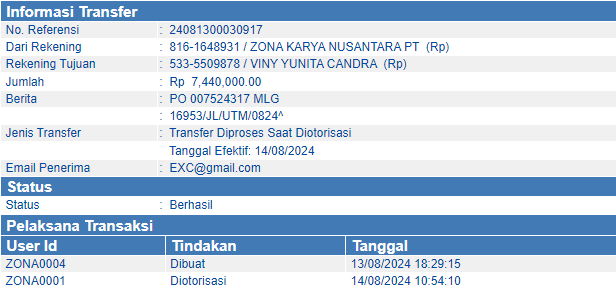 Informasi Transfer
No. Referensi : 24081300030917
Dari Rekening : 816-1648931 / ZONA KARYA NUSANTARA PT (Rp)
Rekening Tujuan : 533-5509878 / VINY YUNITA CANDRA (Rp)
Jumlah : Rp 7,440,000.00
Berita : PO 007524317 MLG
: 16953/JL/UTM/0824^
Jenis Transfer : Transfer Diproses Saat Diotorisasi
Tanggal Efektif: 14/08/2024
Email Penerima : EXC@gmail.com
Status
Status : Berhasil
Pelaksana Transaksi
User Id Tindakan Tanggal
ZONA0004 Dibuat 13/08/2024 18:29:15
ZONA0001 Diotorisasi 14/08/2024 10:54:10